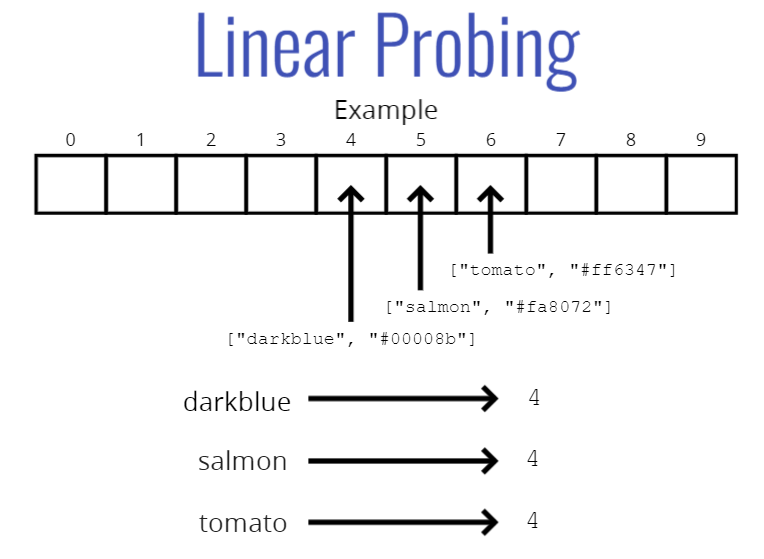 Linear Probing
Example
0 1 2 3 4 5 6 7 8 9
["tomato", "#ff6347"]
["salmon", "#fa8072"]
["darkblue", "#00008b"]
darkblue 4
salmon 4
tomato 4